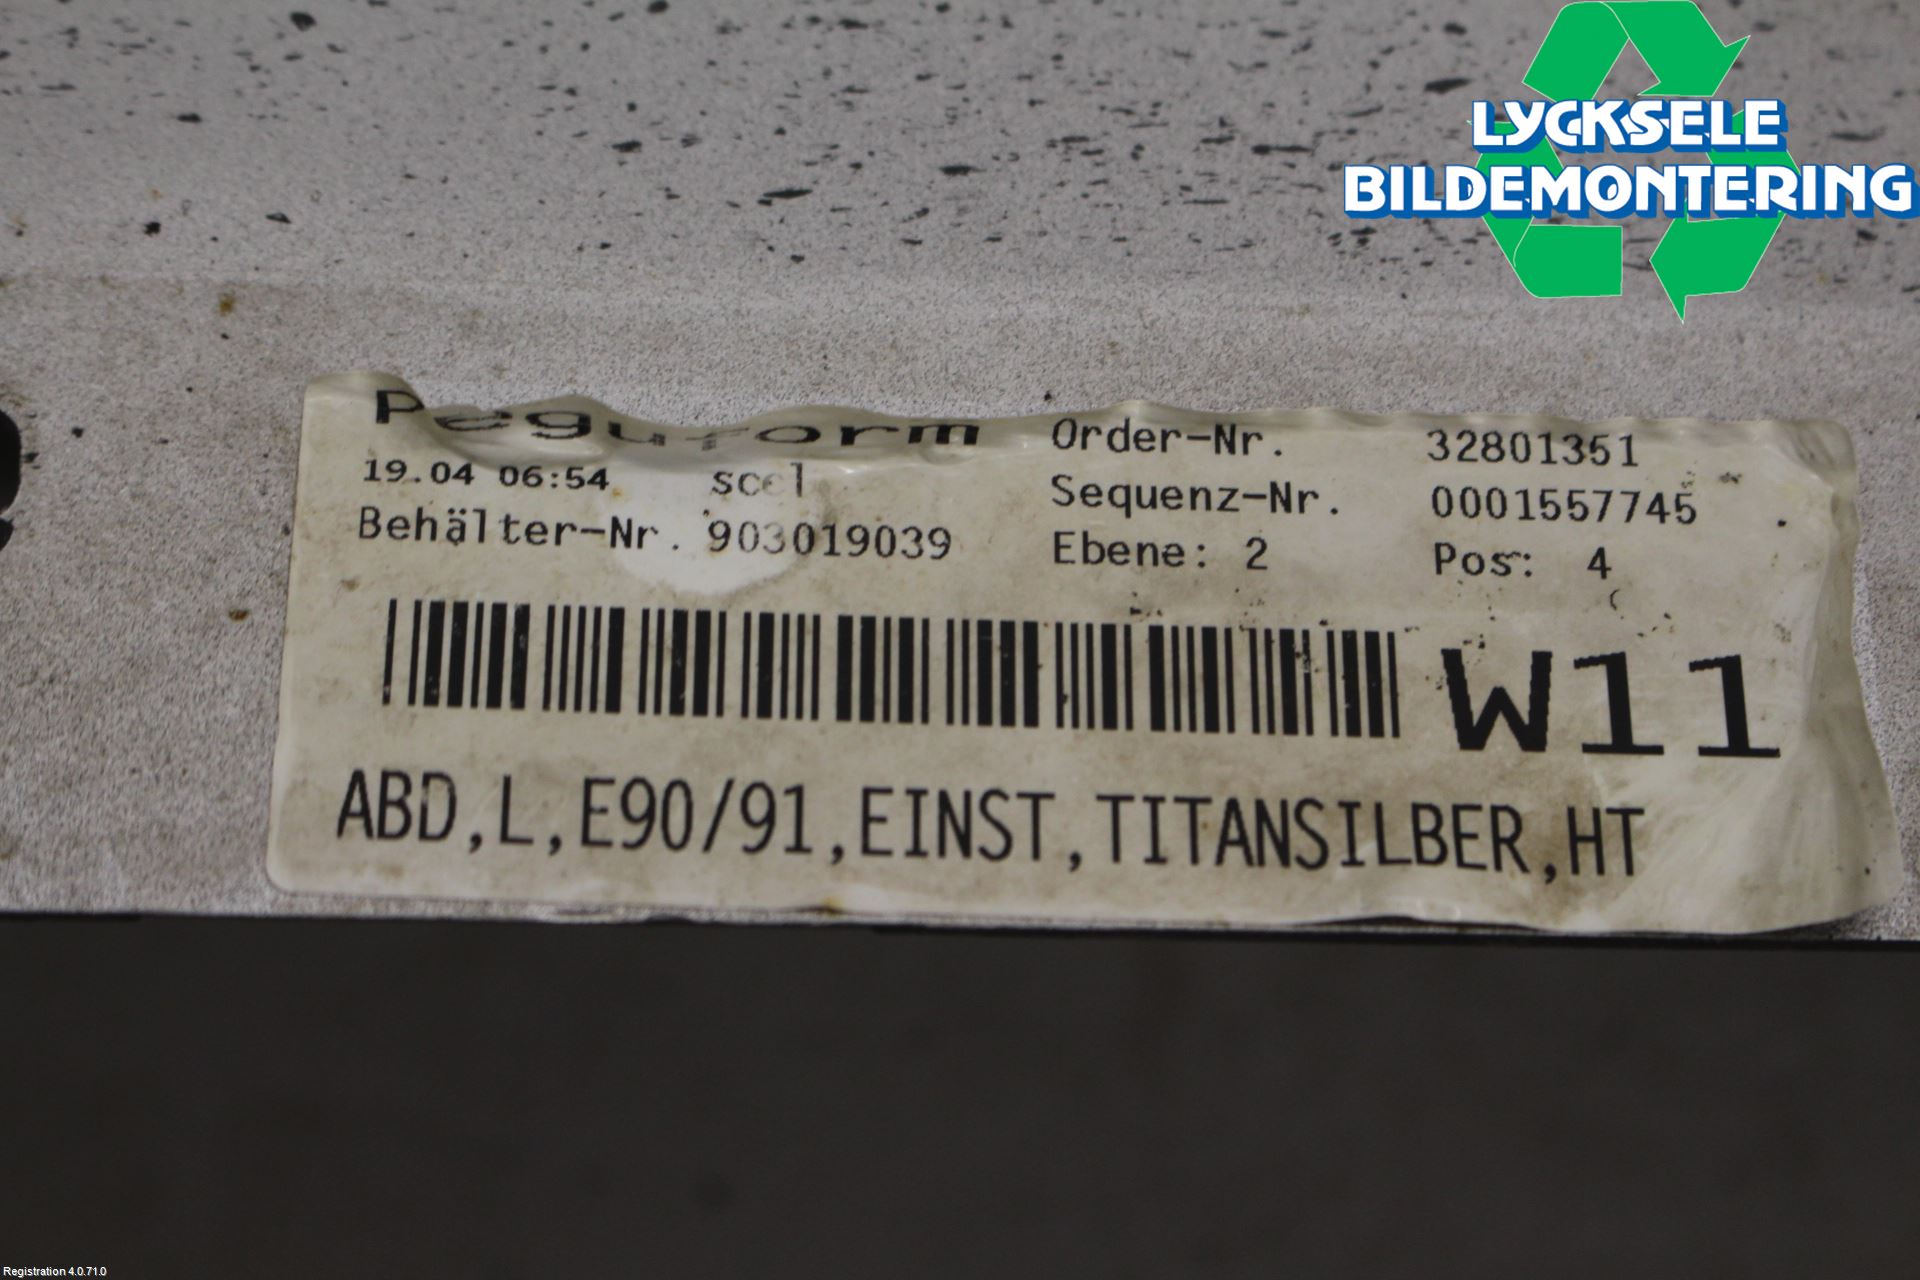 LYCKSELE
BILDEMONTERING
Peguform
Order-Nr. 32801351
19.04 06:54
Sequenz-Nr. 0001557745
Behälter-Nr. 903019039
Ebene: 2 Pos: 4
W11
ABD,L,E90/91,EINST,TITANSILBER,HT
Registration 4.0.71.0